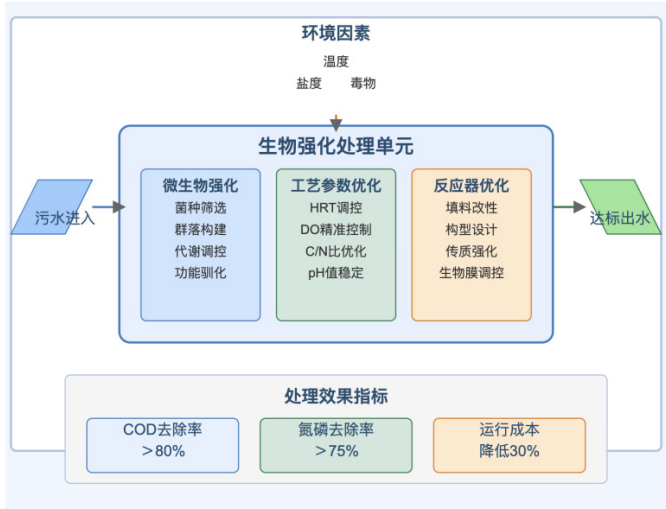 环境因素
温度
盐度 毒物
生物强化处理单元
微生物强化
菌种筛选
群落构建
代谢调控
功能驯化
工艺参数优化
HRT调控
DO精准控制
C/N比优化
pH值稳定
反应器优化
填料改性
构型设计
传质强化
生物膜调控
污水进入
达标出水
处理效果指标
COD去除率
＞80%
氮磷去除率
＞75%
运行成本
降低30%